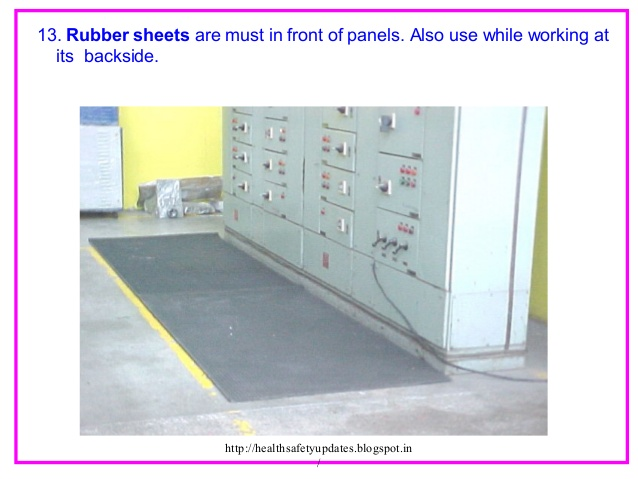 13. Rubber sheets are must in front of panels. Also use while working at
its backside.
http://healthsafetyupdates.blogspot.in
/